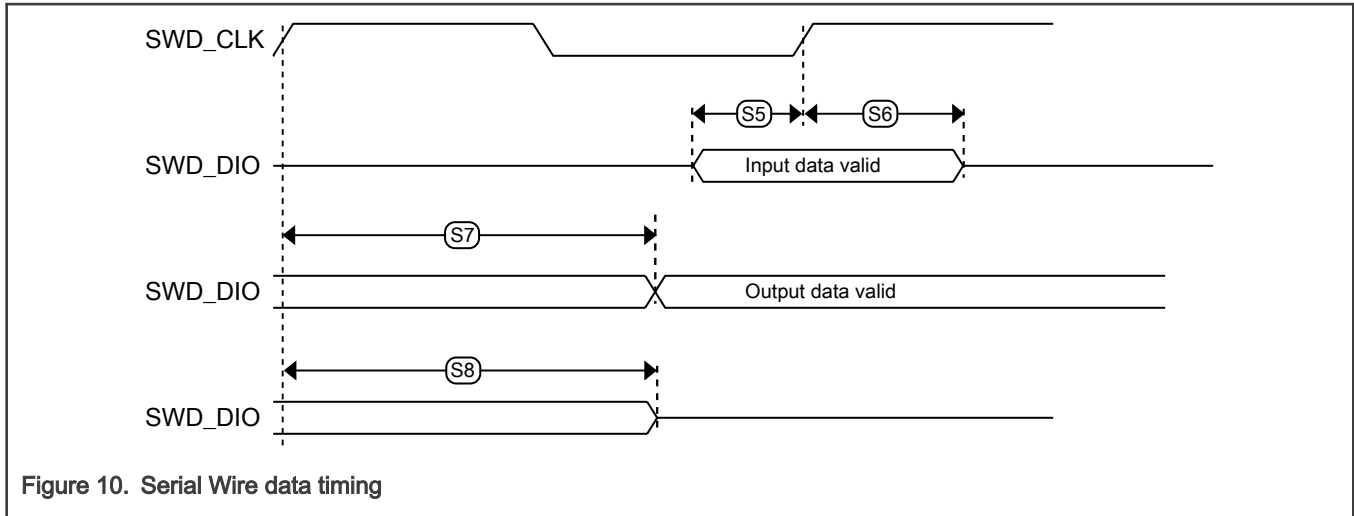 SWD_CLK
S5 S6
SWD_DIO Input data valid
S7
SWD_DIO Output data valid
S8
SWD_DIO
Figure 10. Serial Wire data timing